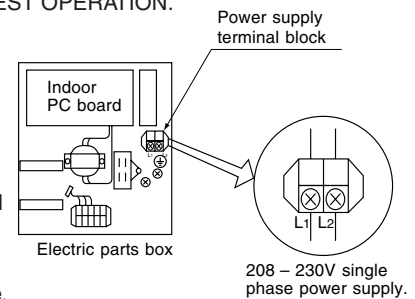 EST OPERATION.
Power supply
terminal block
Indoor
PC board
L1
L1 L2
Electric parts box
208 – 230V single
phase power supply.
e.